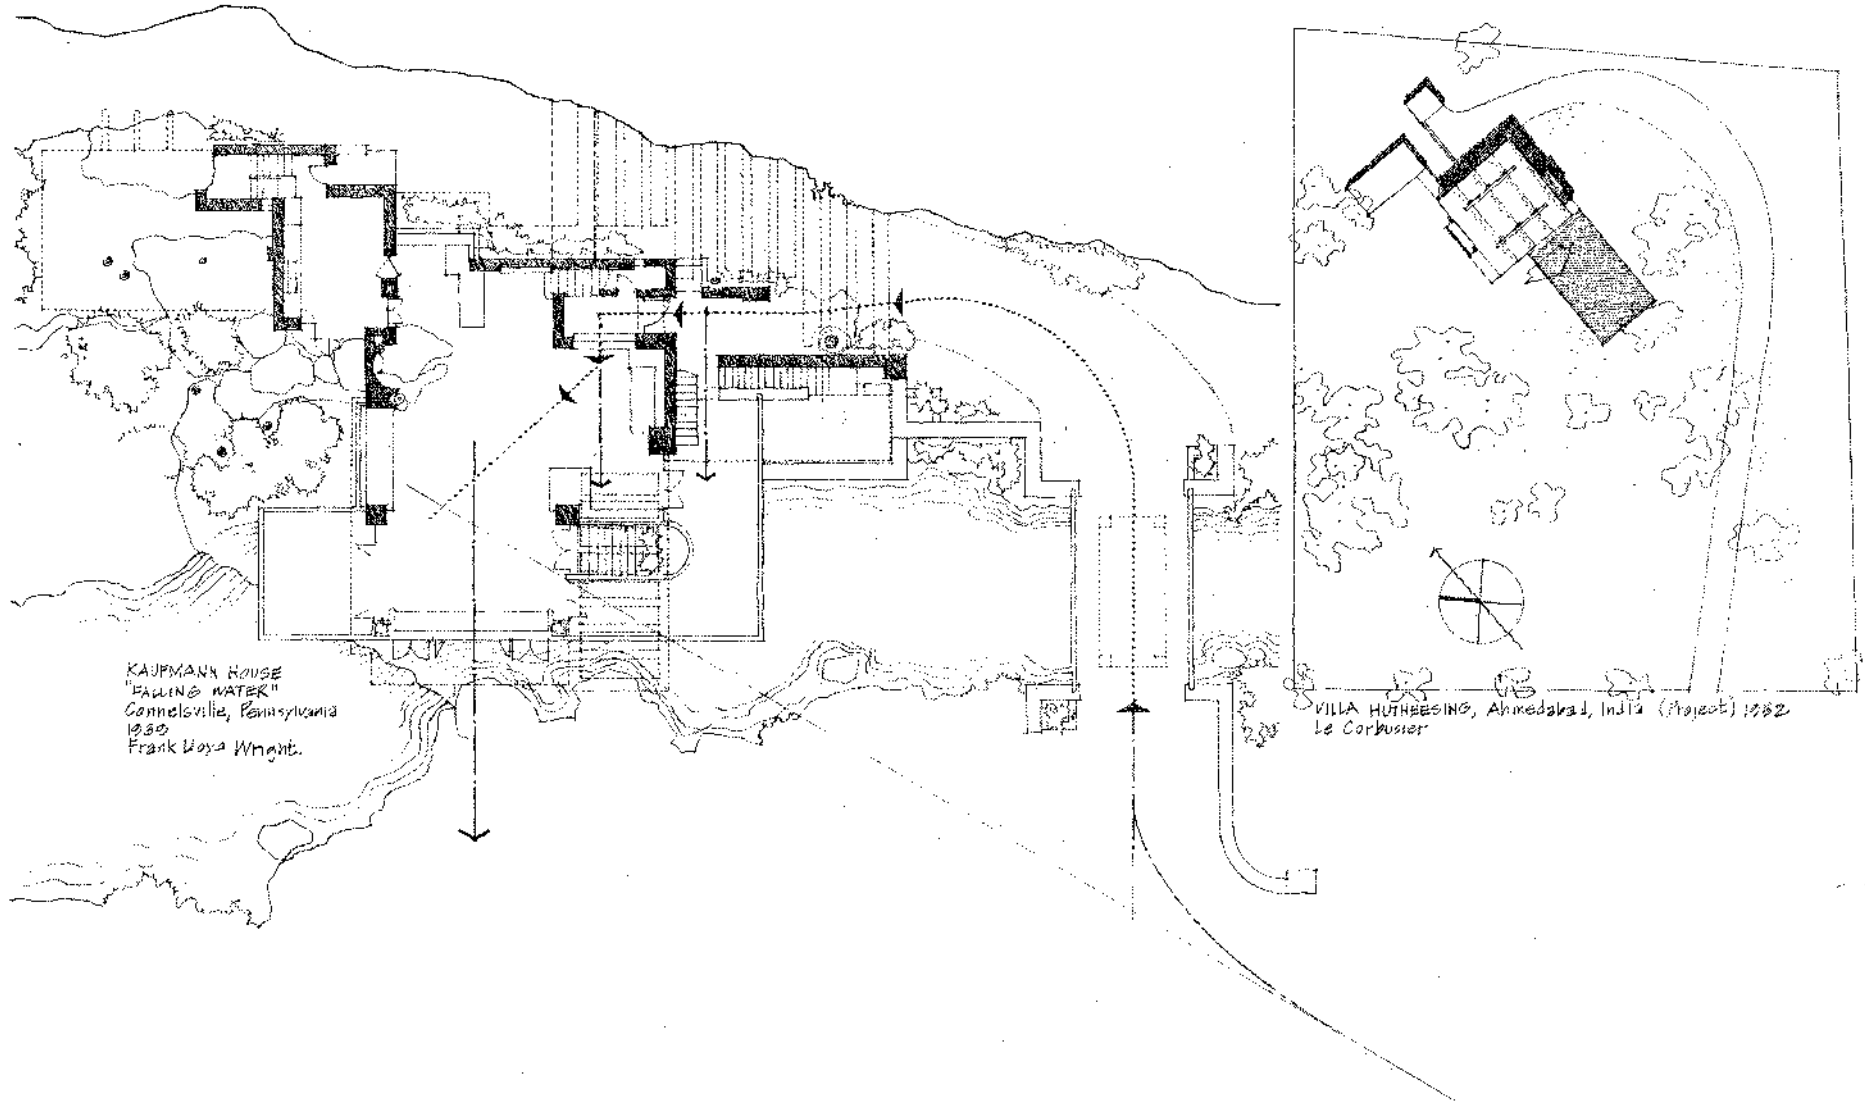 KAUFMANN HOUSE
"FALLING WATER"
Connelsville, Pennsylvania
1939
Frank Lloyd Wright.
VILLA HUTHEESING, Ahmedabad, India (Project) 1952
Le Corbusier